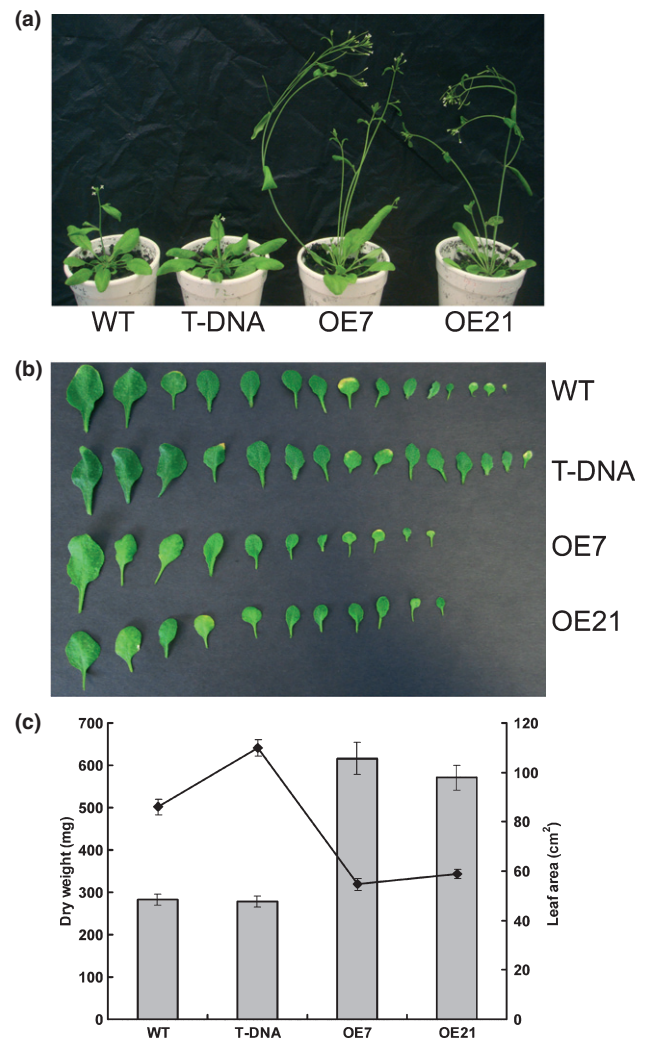 (a)
WT T-DNA OE7 OE21
(b)
WT
T-DNA
OE7
OE21
(c)
700
600
500
400
300
200
100
0
Dry weight (mg)
120
100
80
60
40
20
0
Leaf area (cm²)
WT T-DNA OE7 OE21